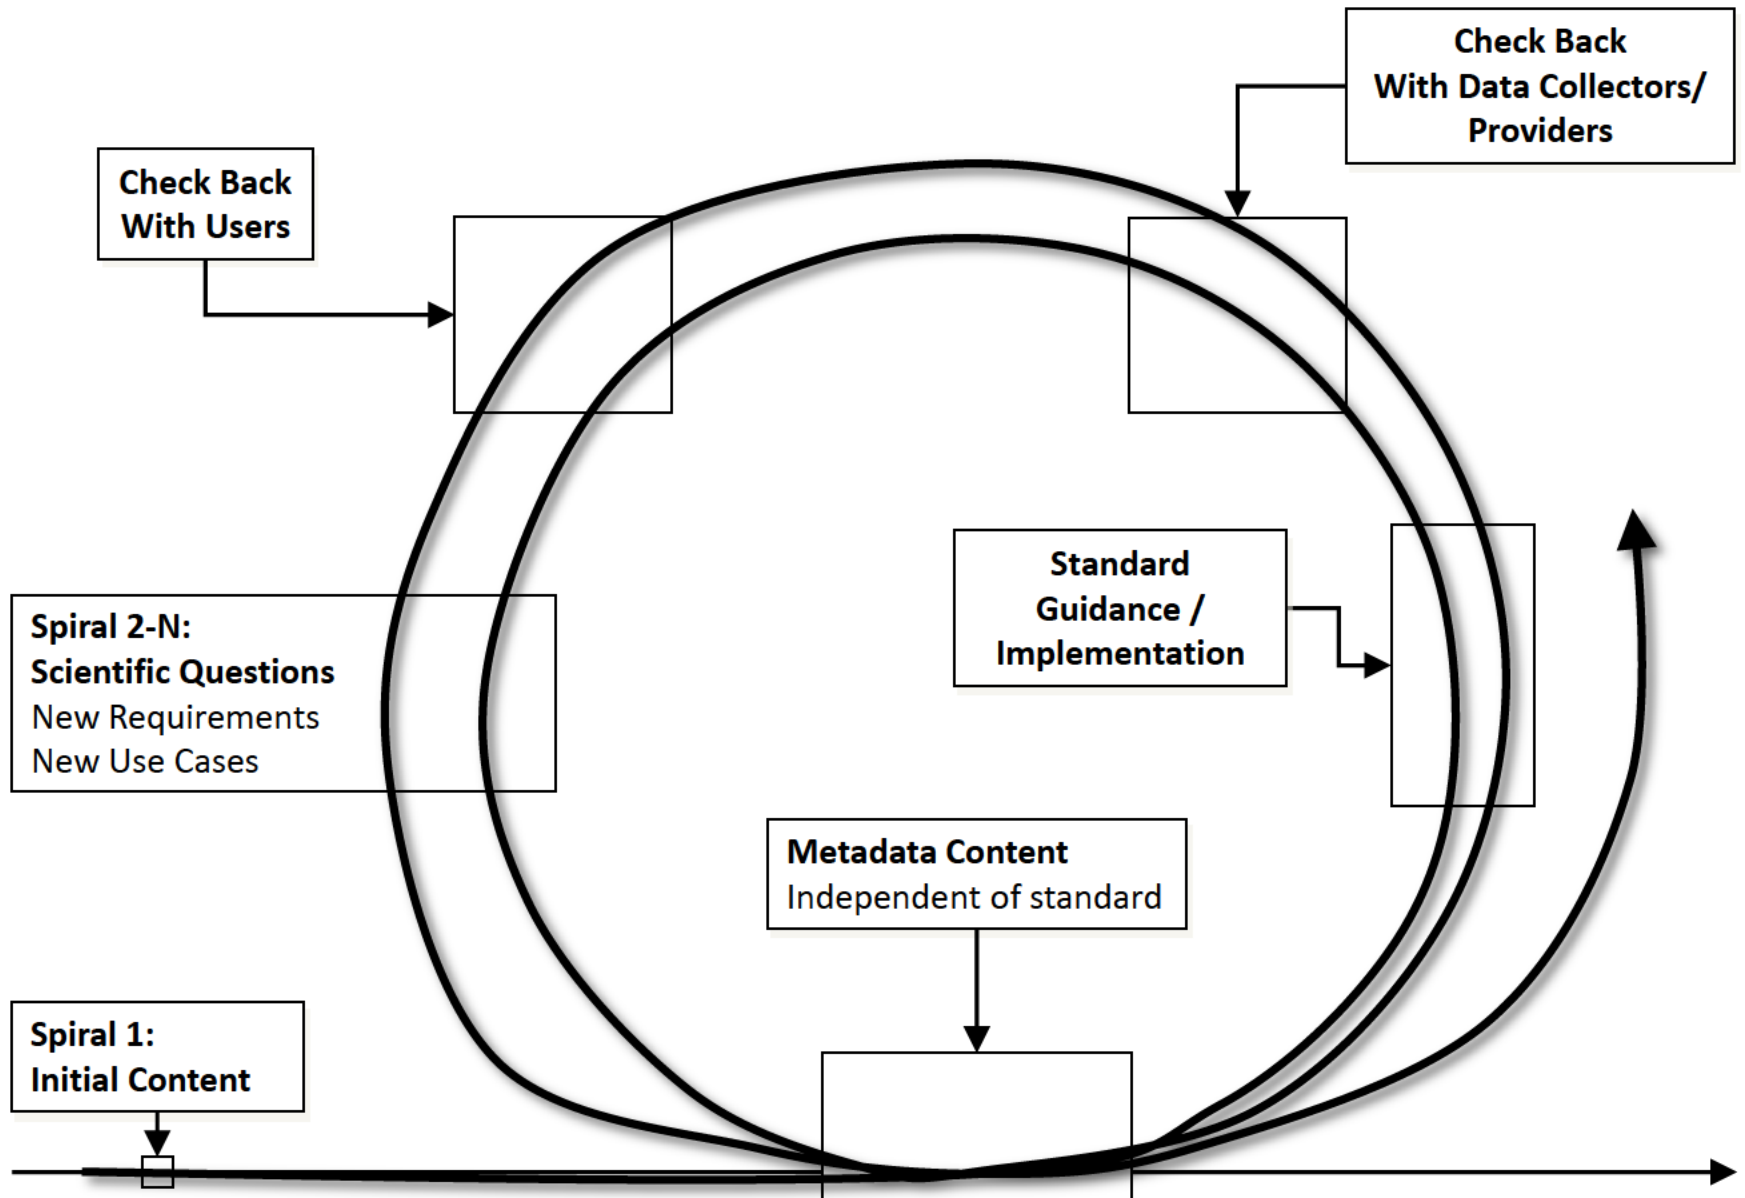 Check Back
With Data Collectors/
Providers
Check Back
With Users
Standard
Guidance /
Implementation
Spiral 2-N:
Scientific Questions
New Requirements
New Use Cases
Metadata Content
Independent of standard
Spiral 1:
Initial Content